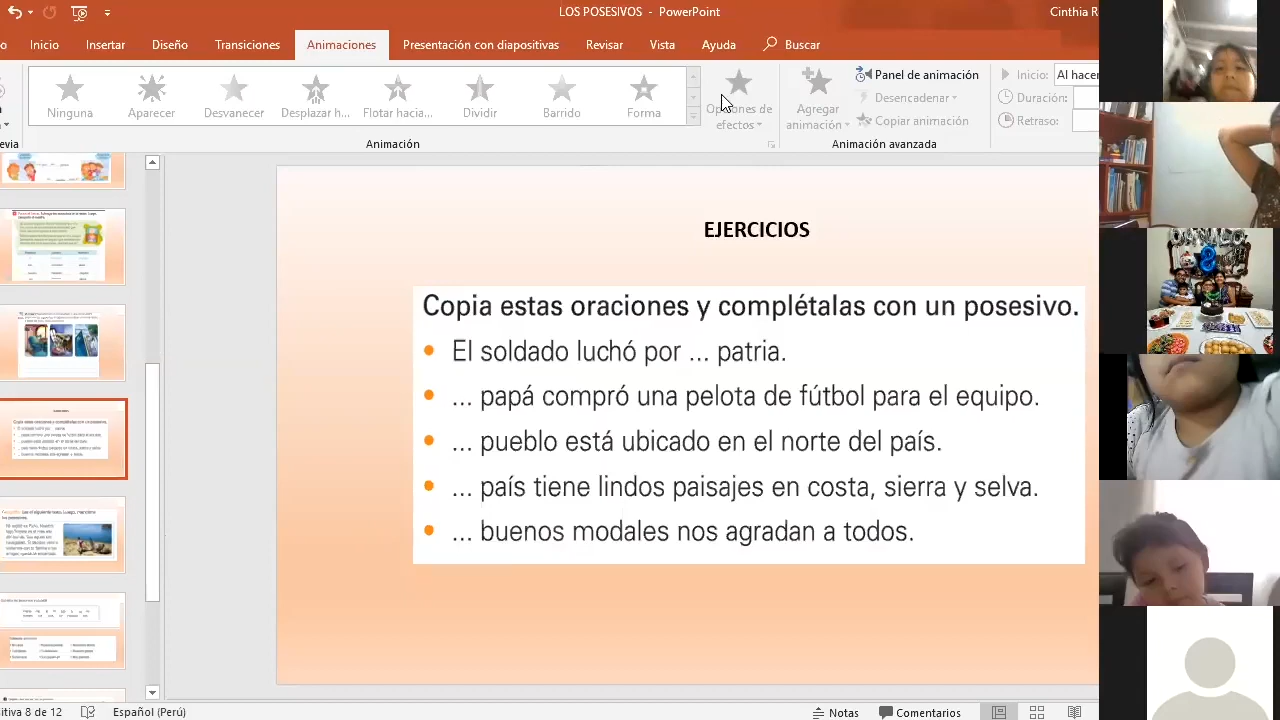 LOS POSESIVOS - PowerPoint
Cinthia R
Inicio Insertar Diseño Transiciones Animaciones Presentación con diapositivas Revisar Vista Ayuda Buscar
Ninguna Aparecer Desvanecer Desplazar h... Flotar hacia... Dividir Barrido Forma
Opciones de efectos
Agregar animación
Panel de animación
Desencadenar
Copiar animación
Inicio: Al hacer
Duración:
Retraso:
Animación
Animación avanzada
EJERCICIOS
Copia estas oraciones y complétalas con un posesivo.
• El soldado luchó por ... patria.
• ... papá compró una pelota de fútbol para el equipo.
• ... pueblo está ubicado en el norte del país.
• ... país tiene lindos paisajes en costa, sierra y selva.
• ... buenos modales nos agradan a todos.
sitiva 8 de 12
Español (Perú)
Notas
Comentarios